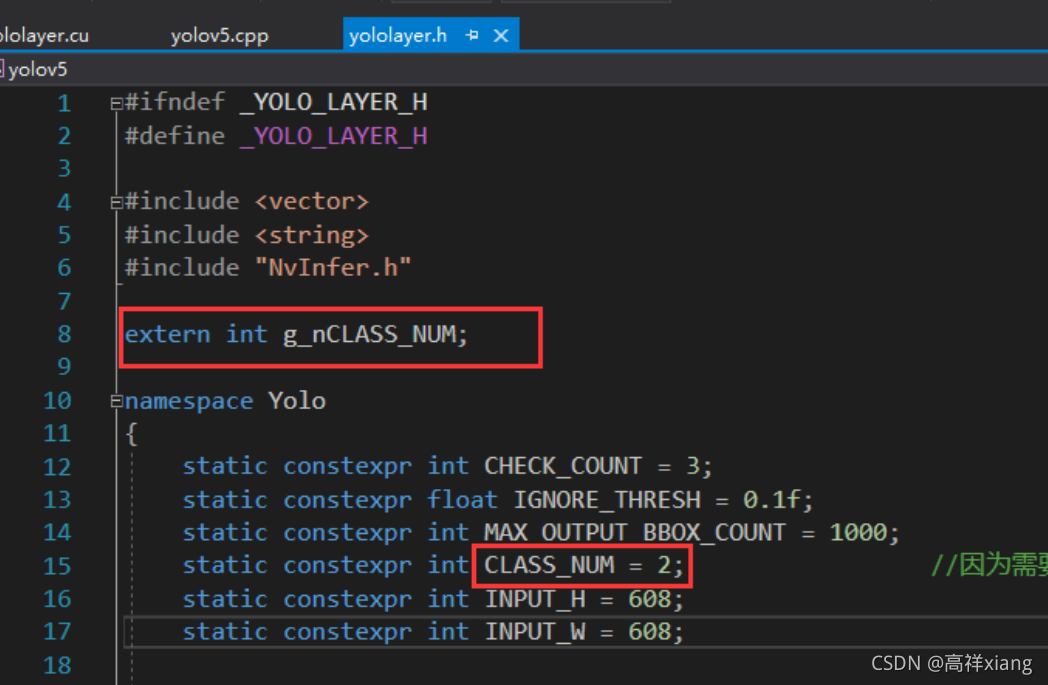 ololayer.cu yolov5.cpp yololayer.h
yolov5
1 #ifndef _YOLO_LAYER_H
2 #define _YOLO_LAYER_H
3
4 #include <vector>
5 #include <string>
6 #include "NvInfer.h"
7
8 extern int g_nCLASS_NUM;
9
10 namespace Yolo
11 {
12 static constexpr int CHECK_COUNT = 3;
13 static constexpr float IGNORE_THRESH = 0.1f;
14 static constexpr int MAX_OUTPUT_BBOX_COUNT = 1000;
15 static constexpr int CLASS_NUM = 2; //因为需要
16 static constexpr int INPUT_H = 608;
17 static constexpr int INPUT_W = 608;
18
CSDN @高祥xiang